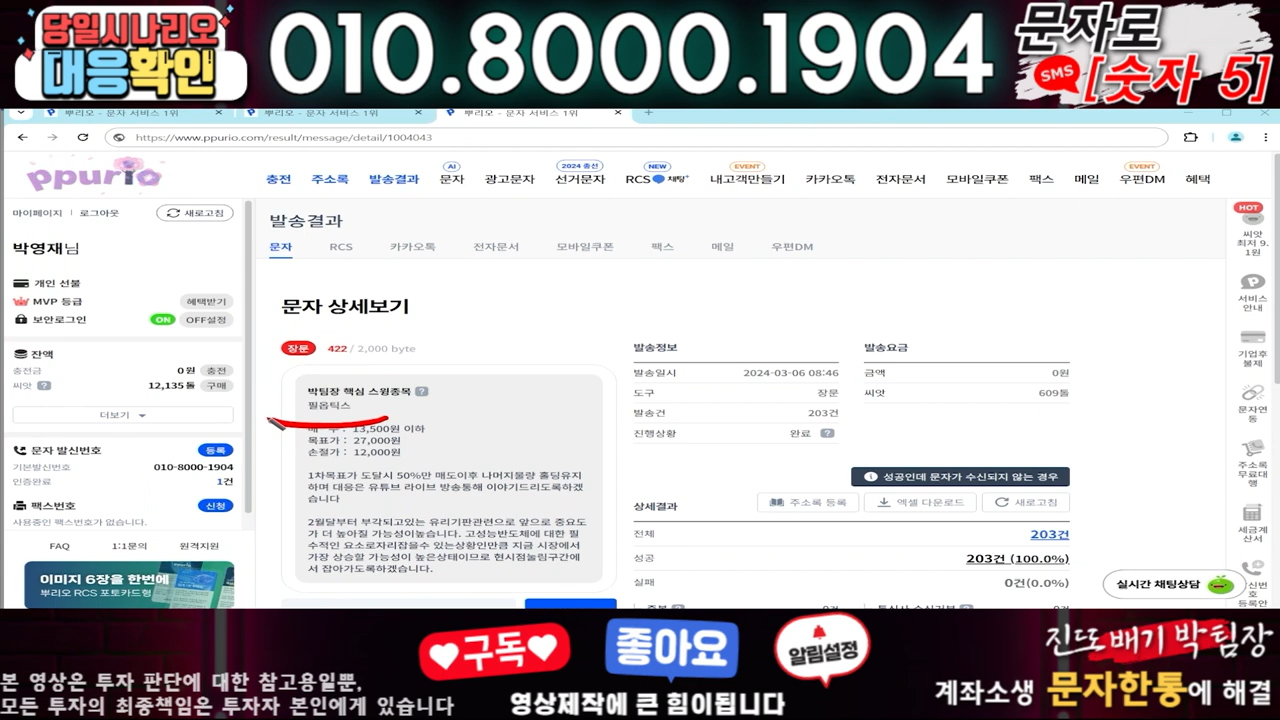 당일시나리오
대응확인
010.8000.1904
문자로
SMS
[숫자 5]
뿌리오 - 문자 서비스 1위
뿌리오 - 문자 서비스 1위
뿌리오 - 문자 서비스 1위
https://www.ppurio.com/result/message/detail/1004043
ppurio
AI
2024 총선
NEW
EVENT
EVENT
충전 주소록 발송결과 문자 광고문자 선거문자 RCS 채팅+ 내고객만들기 카카오톡 전자문서 모바일쿠폰 팩스 메일 우편DM 혜택
마이페이지 | 로그아웃 새로고침
박영재님
개인 선불
MVP 등급 혜택받기
보안로그인 ON OFF설정
잔액
충전금 0원 충전
씨앗 ? 12,135톨 구매
더보기
문자 발신번호 등록
기본발신번호 010-8000-1904
인증완료 1건
팩스번호 신청
사용중인 팩스번호가 없습니다.
FAQ 1:1문의 원격지원
이미지 6장을 한번에
뿌리오 RCS 포토카드형
발송결과
문자 RCS 카카오톡 전자문서 모바일쿠폰 팩스 메일 우편DM
문자 상세보기
장문 422 / 2,000 byte
박팀장 핵심 스윙종목 ?
필옵틱스
13,500원 이하
목표가 : 27,000원
손절가 : 12,000원
1차목표가 도달시 50%만 매도이후 나머지물량 홀딩유지
하며 대응은 유튜브 라이브 방송통해 이야기드리도록하겠
습니다
2월달부터 부각되고있는 유리기판관련으로 앞으로 중요도
가 더 높아질 가능성이높습니다. 고성능반도체에 대한 필
수적인 요소로자리잡을수 있는상황인만큼 지금 시장에서
가장 상승할 가능성이 높은상태이므로 현시점눌림구간에
서 잡아가도록하겠습니다.
발송정보
발송일시 2024-03-06 08:46
도구 장문
발송건 203건
진행상황 완료 ?
발송요금
금액 0원
씨앗 609톨
성공인데 문자가 수신되지 않는 경우
상세결과
주소록 등록 엑셀 다운로드 새로고침
전체 203건
성공 203건 (100.0%)
실패 0건(0.0%)
HOT
씨앗
최저 9.
1원
서비스
안내
기업후
불제
문자연
동
주소록
무료대
행
세금계
산서
실시간 채팅상담
구독
좋아요
알림설정
영상제작에 큰 힘이됩니다
본 영상은 투자 판단에 대한 참고용일뿐,
모든 투자의 최종책임은 투자자 본인에게 있습니다
진또배기 박팀장
계좌소생 문자한통에 해결